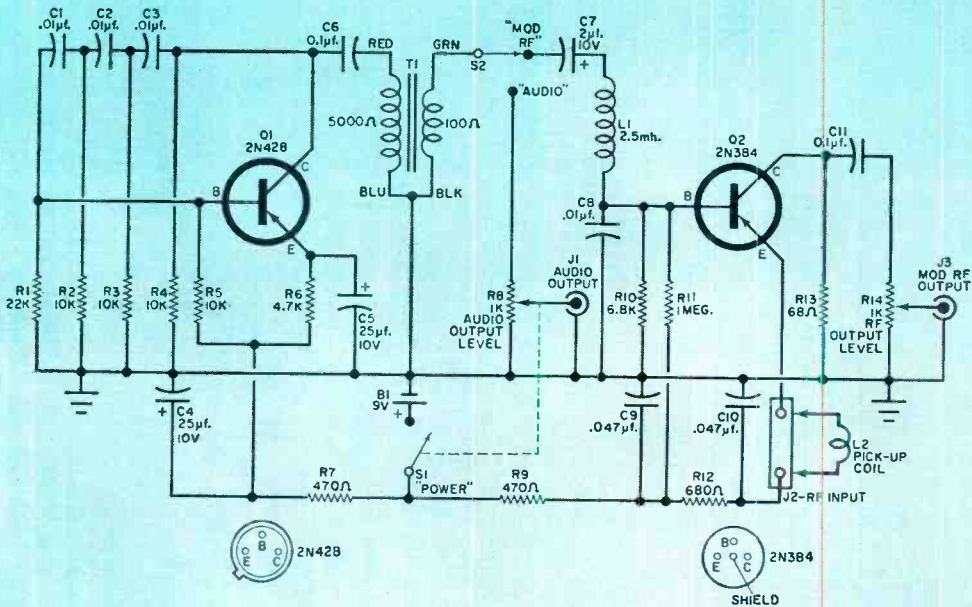 C1
.01µf.
C2
.01µf.
C3
.01µf.
C6
0.1µf.
RED
GRN
T1
5000Ω
100Ω
BLU
BLK
S2
"MOD
RF"
"AUDIO"
C7
2µf.
10V
+
L1
2.5mh.
Q1
2N428
B
C
E
Q2
2N384
B
C
E
C8
.01µf.
C11
0.1µf.
R1
22K
R2
10K
R3
10K
R4
10K
R5
10K
R6
4.7K
+
C5
25µf.
10V
R8
1K
AUDIO
OUTPUT
LEVEL
J1
AUDIO
OUTPUT
R10
6.8K
R11
1 MEG.
R13
68Ω
R14
1K
RF
OUTPUT
LEVEL
J3
MOD RF
OUTPUT
+
C4
25µf.
10V
B1
9V
+
S1
"POWER"
C9
.047µf.
C10
.047µf.
L2
PICK-UP
COIL
J2-RF INPUT
R7
470Ω
R9
470Ω
R12
680Ω
B
E
C
2N428
B
E
C
2N384
SHIELD